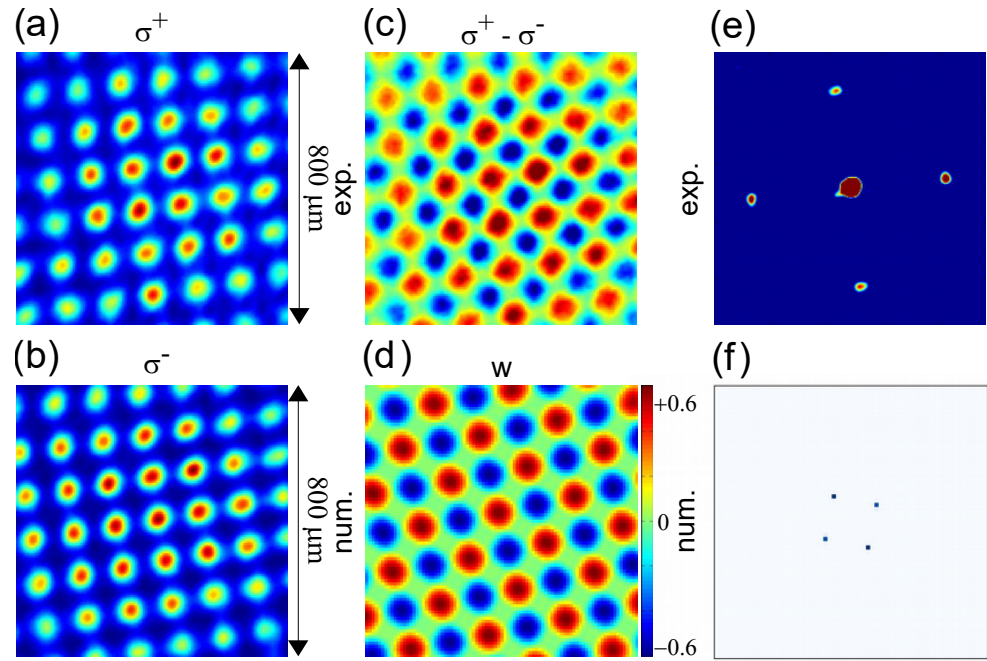 (a)
σ⁺
(c)
σ⁺ - σ⁻
(e)
800 µm
exp.
exp.
(b)
σ⁻
(d)
w
(f)
800 µm
num.
+0.6
0
−0.6
num.